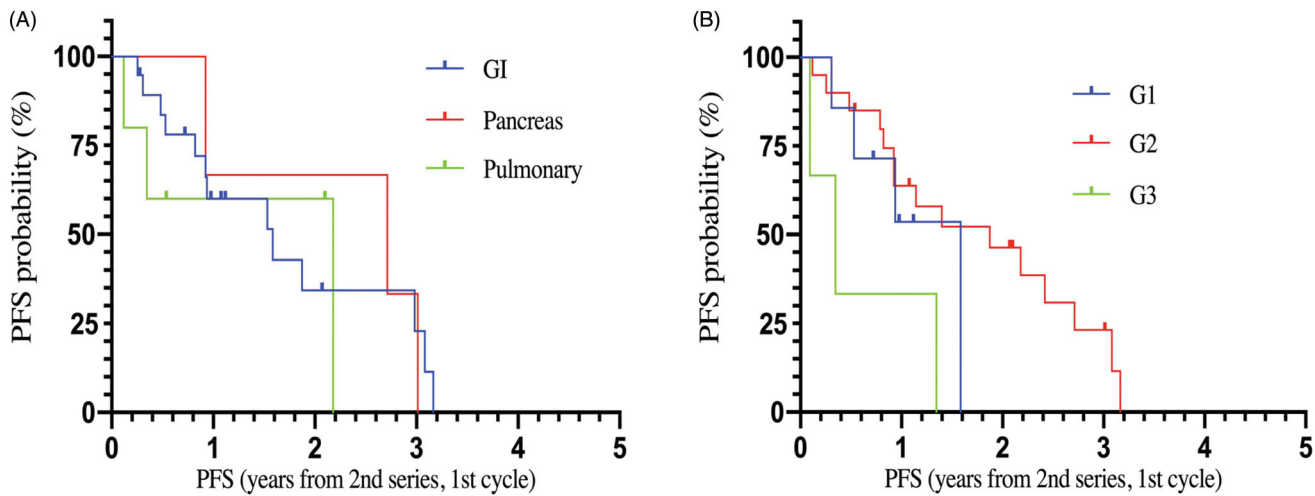 (A)
PFS probability (%)
100
75
50
25
0
0 1 2 3 4 5
PFS (years from 2nd series, 1st cycle)
GI
Pancreas
Pulmonary
(B)
PFS probability (%)
100
75
50
25
0
0 1 2 3 4 5
PFS (years from 2nd series, 1st cycle)
G1
G2
G3